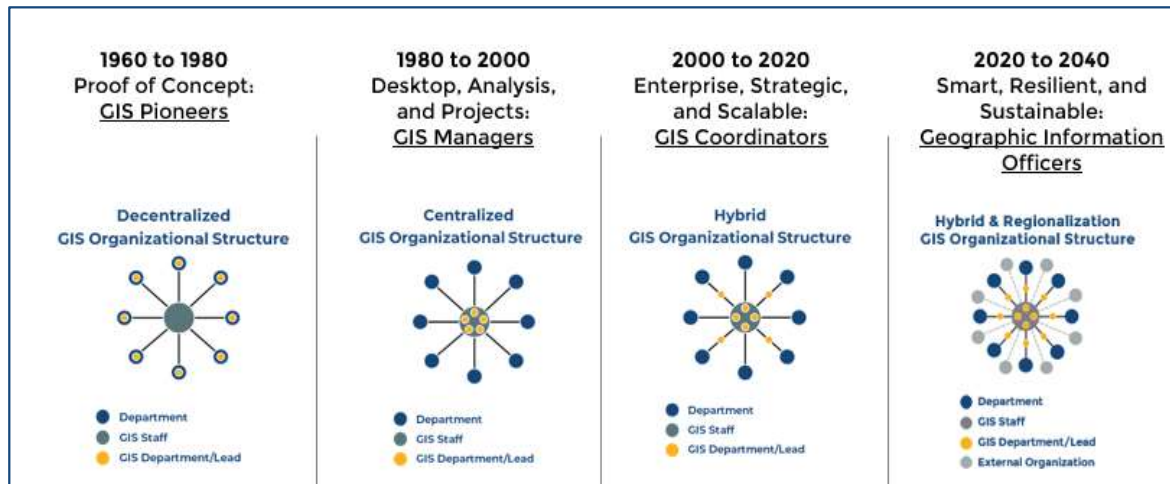 1960 to 1980
Proof of Concept:
GIS Pioneers
Decentralized
GIS Organizational Structure
Department
GIS Staff
GIS Department/Lead
1980 to 2000
Desktop, Analysis,
and Projects:
GIS Managers
Centralized
GIS Organizational Structure
Department
GIS Staff
GIS Department/Lead
2000 to 2020
Enterprise, Strategic,
and Scalable:
GIS Coordinators
Hybrid
GIS Organizational Structure
Department
GIS Staff
GIS Department/Lead
2020 to 2040
Smart, Resilient, and
Sustainable:
Geographic Information
Officers
Hybrid & Regionalization
GIS Organizational Structure
Department
GIS Staff
GIS Department/Lead
External Organization